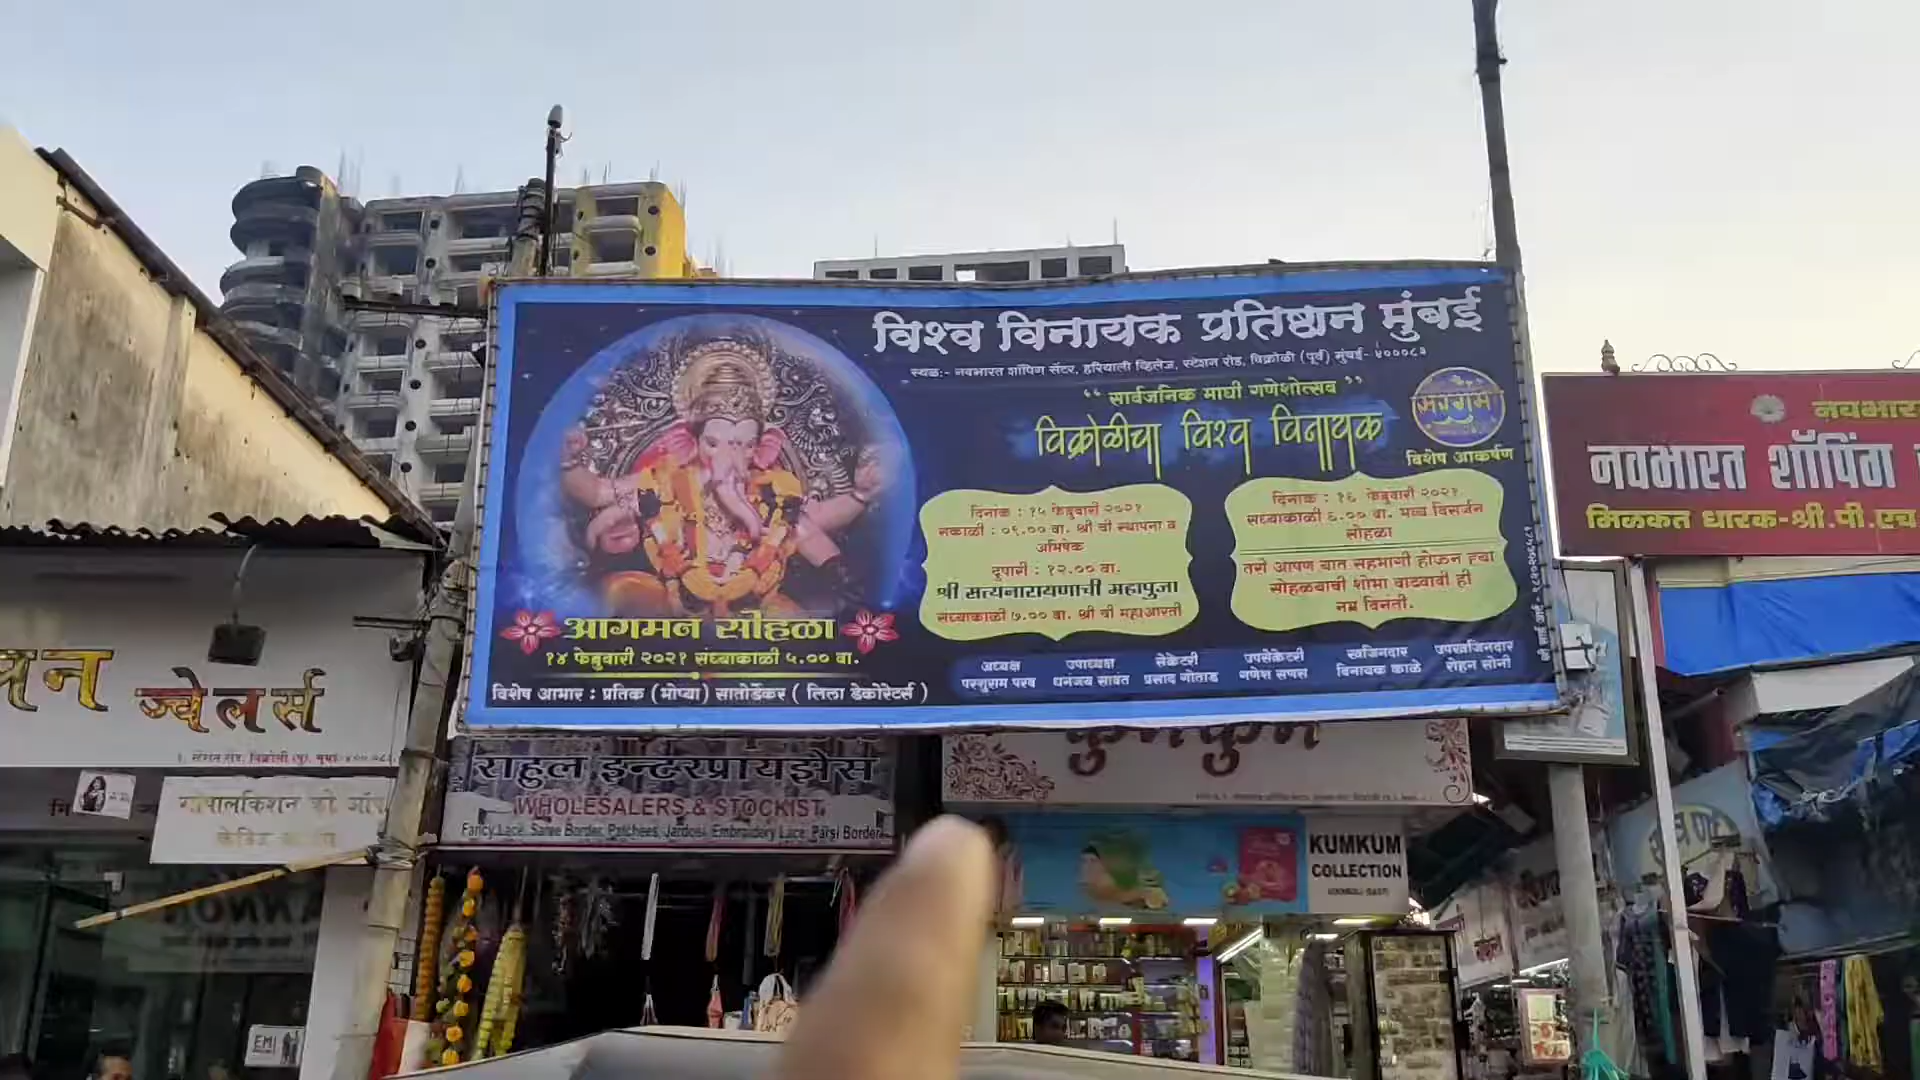 विश्व विनायक प्रतिष्ठान मुंबई
स्थळ:- नवभारत शॉपिंग सेंटर, हरियाली व्हिलेज, स्टेशन रोड, विक्रोळी (पूर्व) मुंबई- ४०००८३
“ सार्वजनिक माघी गणेशोत्सव ”
विक्रोळीचा विश्व विनायक
विशेष आकर्षण
दिनांक : १५ फेब्रुवारी २०२१
सकाळी : ०९.०० वा. श्री ची स्थापना व
अभिषेक
दुपारी : १२.०० वा.
श्री सत्यनारायणाची महापुजा
संध्याकाळी ७.०० वा. श्री ची महाआरती
दिनांक : १६ फेब्रुवारी २०२१
संध्याकाळी ६.०० वा. भव्य विसर्जन
सोहळा
तरी आपण यात सहभागी होऊन ह्या
सोहळ्याची शोभा वाढवावी ही
नम्र विनंती.
आगमन सोहळा
१४ फेब्रुवारी २०२१ संध्याकाळी ५.०० वा.
विशेष आभार : प्रतिक (भोप्या) सातोर्डेकर ( लिला डेकोरेटर्स )
अध्यक्ष
परशुराम परब
उपाध्यक्ष
धनंजय सावंत
सेक्रेटरी
प्रसाद गोताड
उपसेक्रेटरी
गणेश सणस
खजिनदार
विनायक काळे
उपखजिनदार
रोहन सोनी
नवभारत शॉपिंग
मिळकत धारक-श्री.पी.एच
ज्वेलर्स
राहुल इन्टरप्रायझेस
WHOLESALERS & STOCKIST
Fancy Lace, Saree Border, Patchees, Jardosi, Embroidery Lace, Parsi Border
कुमकुम
KUMKUM
COLLECTION